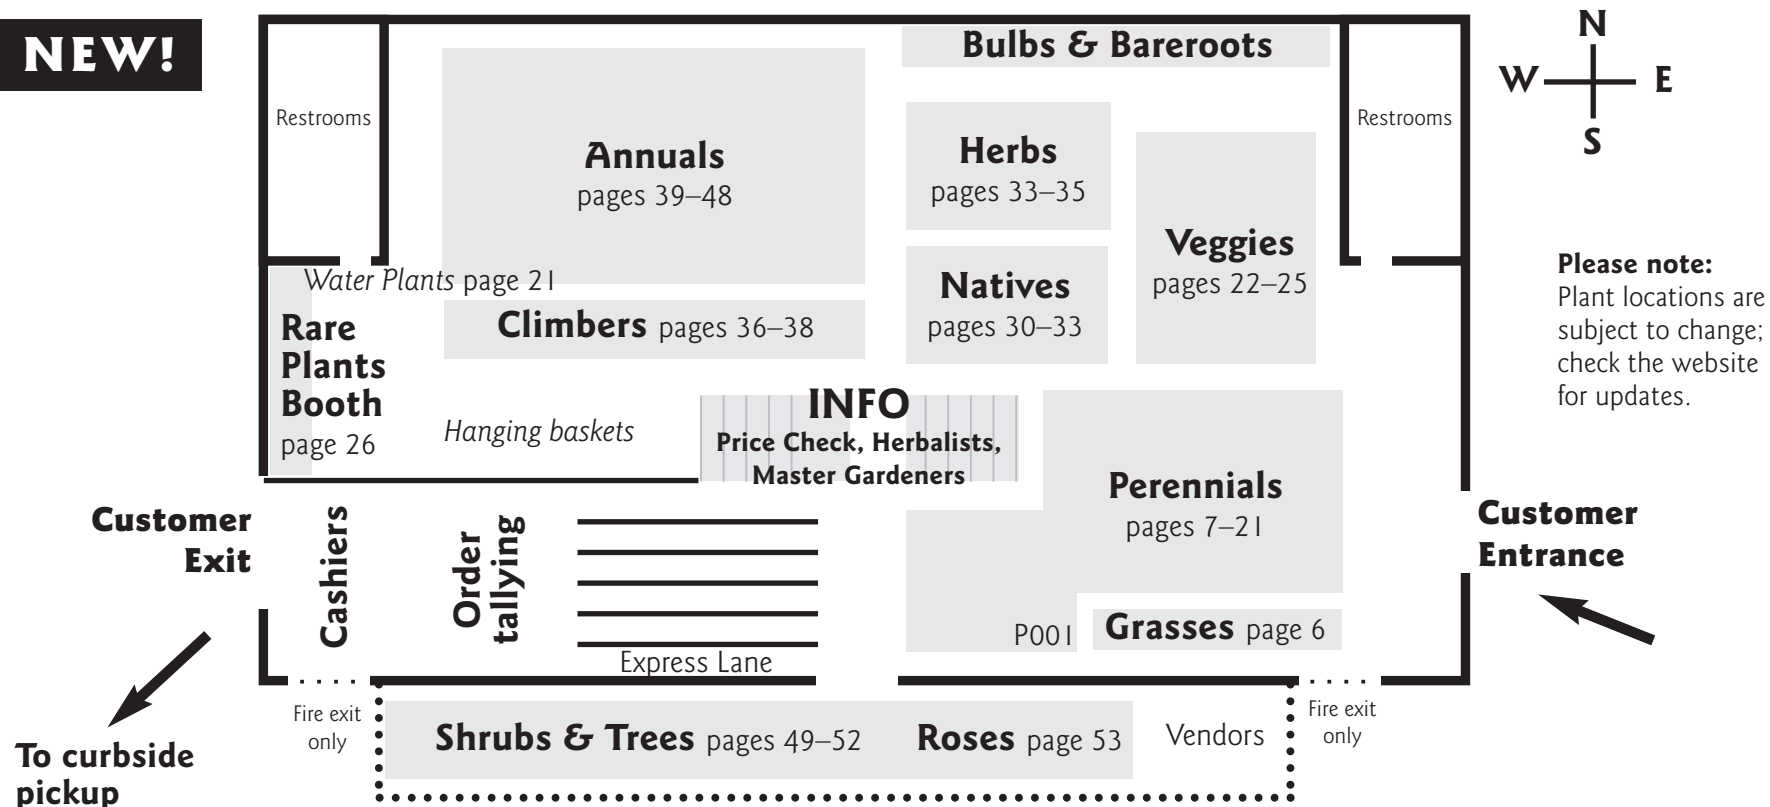 NEW!
Bulbs & Bareroots
N
W E
S
Restrooms
Restrooms
Annuals
pages 39–48
Herbs
pages 33–35
Veggies
pages 22–25
Natives
pages 30–33
Water Plants page 21
Climbers pages 36–38
Rare
Plants
Booth
page 26
Hanging baskets
INFO
Price Check, Herbalists,
Master Gardeners
Please note:
Plant locations are
subject to change;
check the website
for updates.
Perennials
pages 7–21
Customer
Exit
Cashiers
Order
tallying
Express Lane
P001
Grasses page 6
Customer
Entrance
Fire exit
only
Shrubs & Trees pages 49–52
Roses page 53
Vendors
Fire exit
only
To curbside
pickup